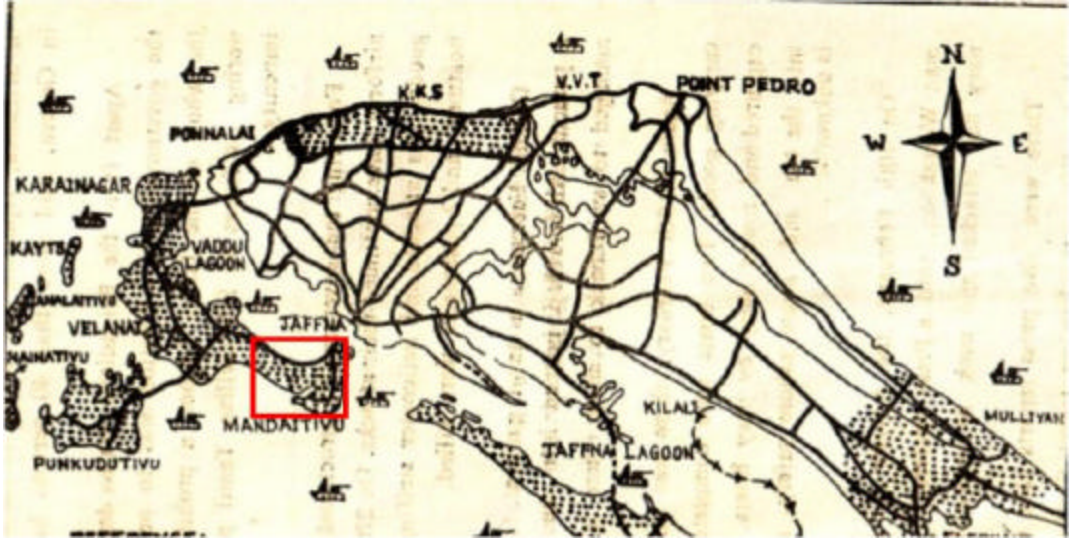 N
V.V.T
POINT PEDRO
K.K.S
PONNALAI
W
E
KARAINAGAR
KAYTS
VADDU
LAGOON
S
VELANAI
JAFFNA
NAINATIVU
KILALI
MULLIYAN
MANDAITIVU
JAFFNA LAGOON
PUNKUDUTIVU